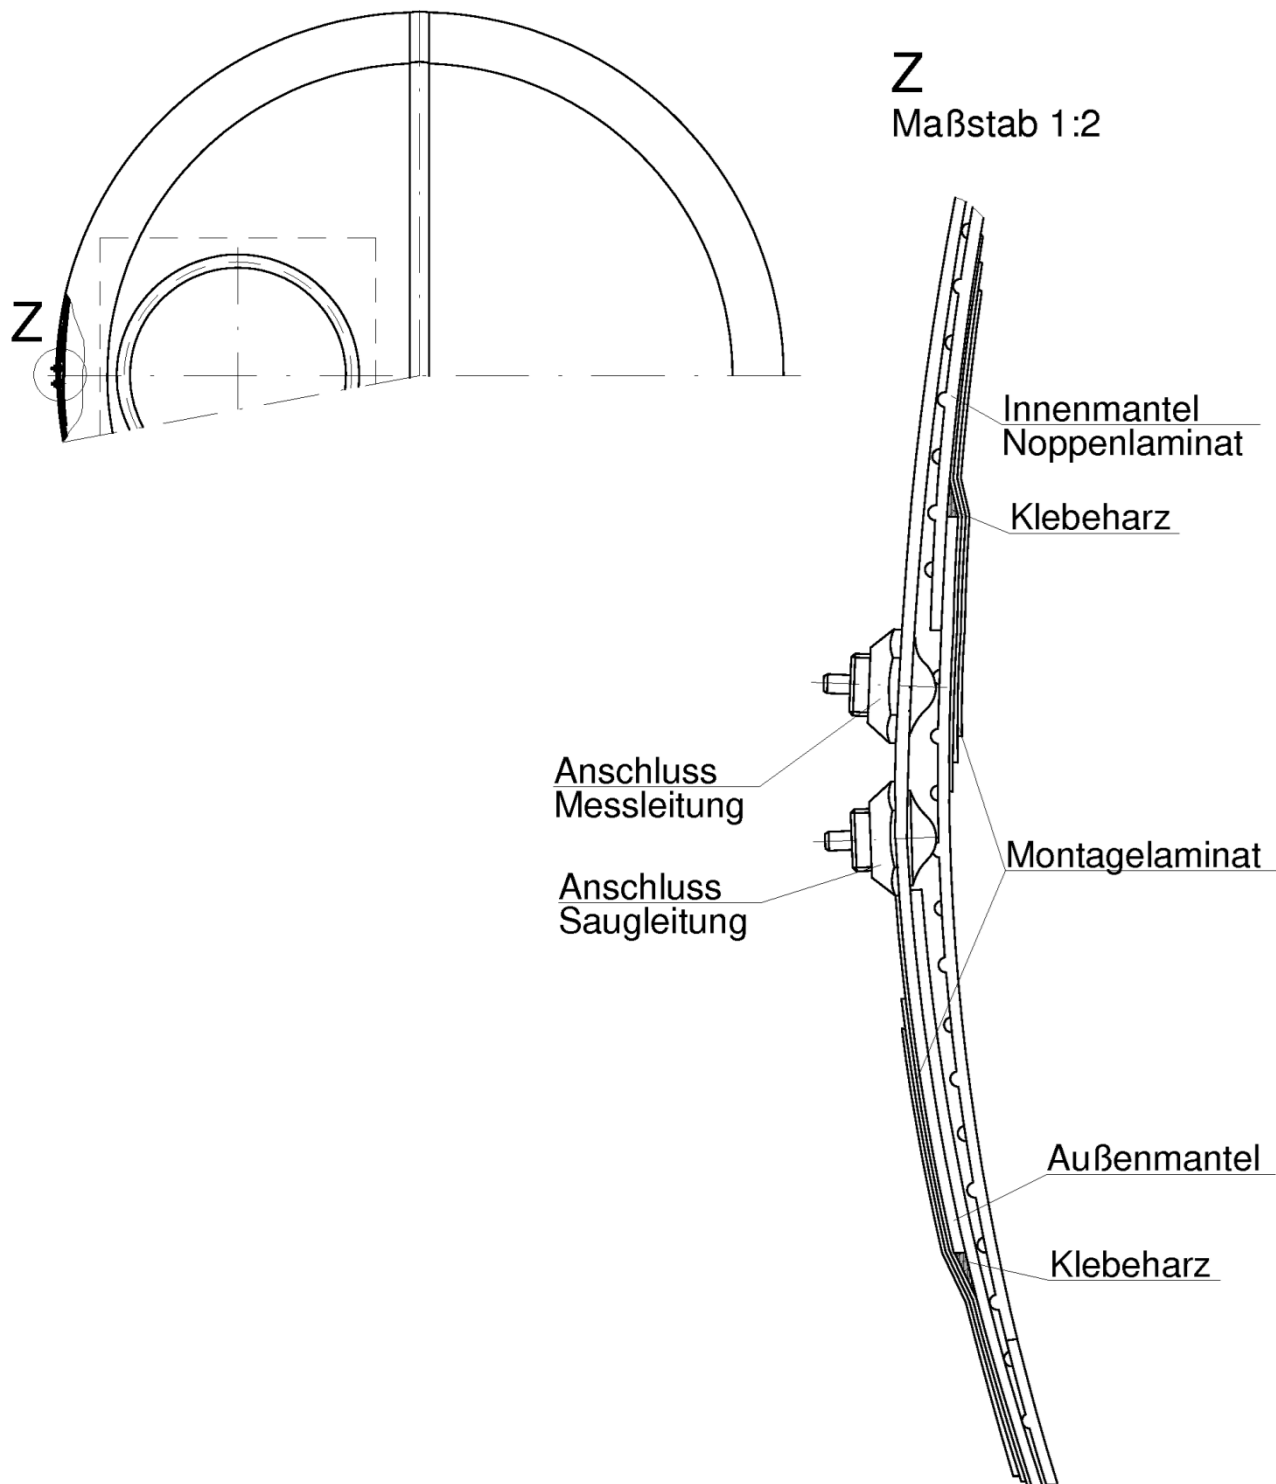 Z
Maßstab 1:2
Z
Innenmantel
Noppenlaminat
Klebeharz
Anschluss
Messleitung
Montagelaminat
Anschluss
Saugleitung
Außenmantel
Klebeharz